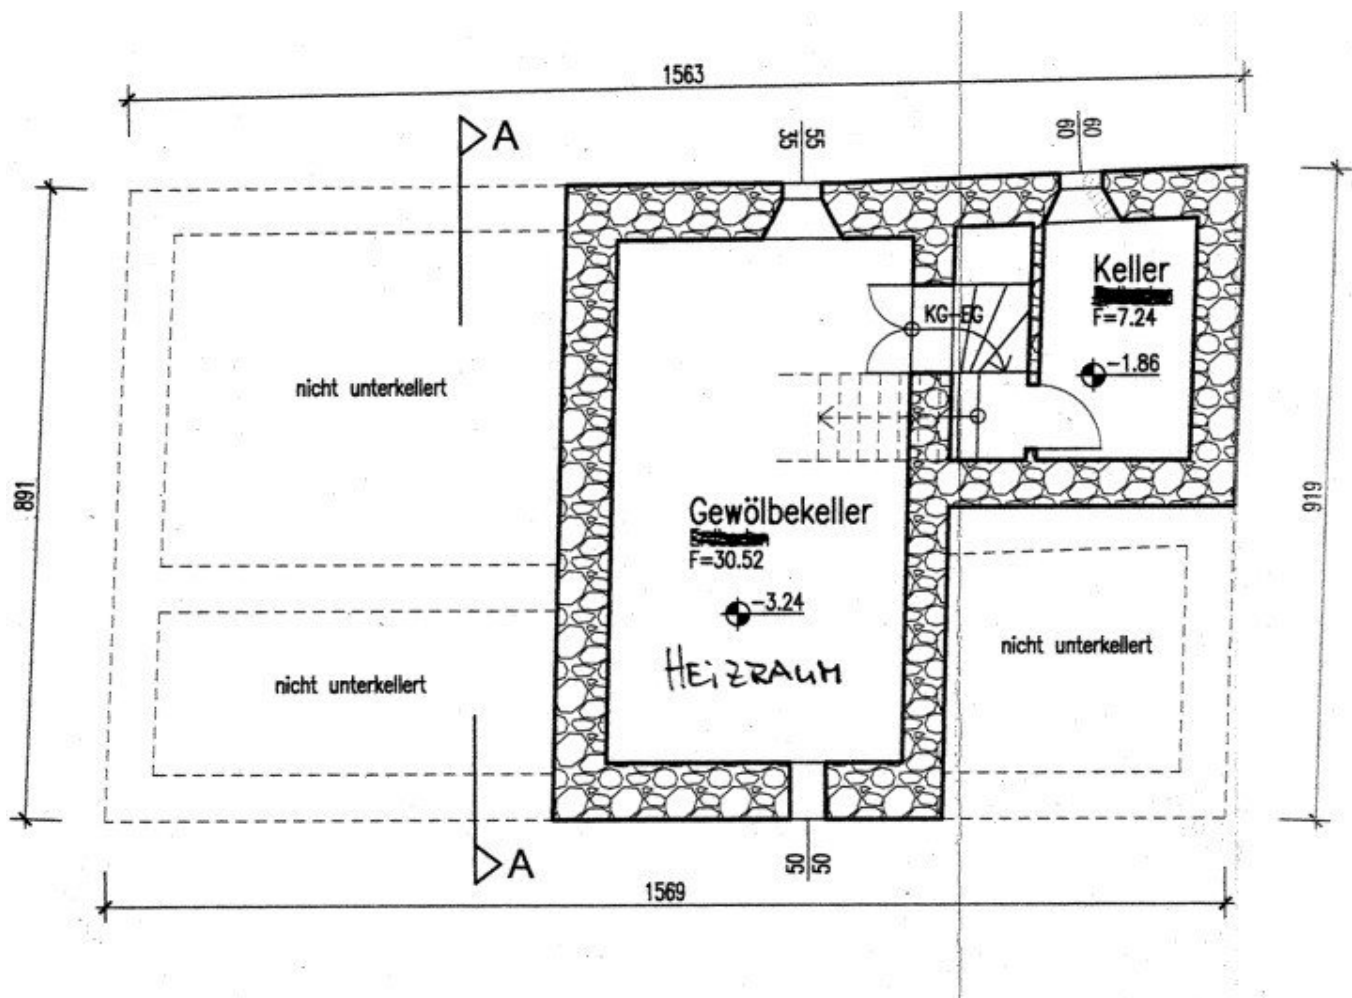 1563
A
35
55
60
60
Keller
F=7.24
-1.86
KG-EG
nicht unterkellert
891
919
Gewölbekeller
Erdboden
F=30.52
-3.24
HEIZRAUM
nicht unterkellert
nicht unterkellert
50
50
A
1569